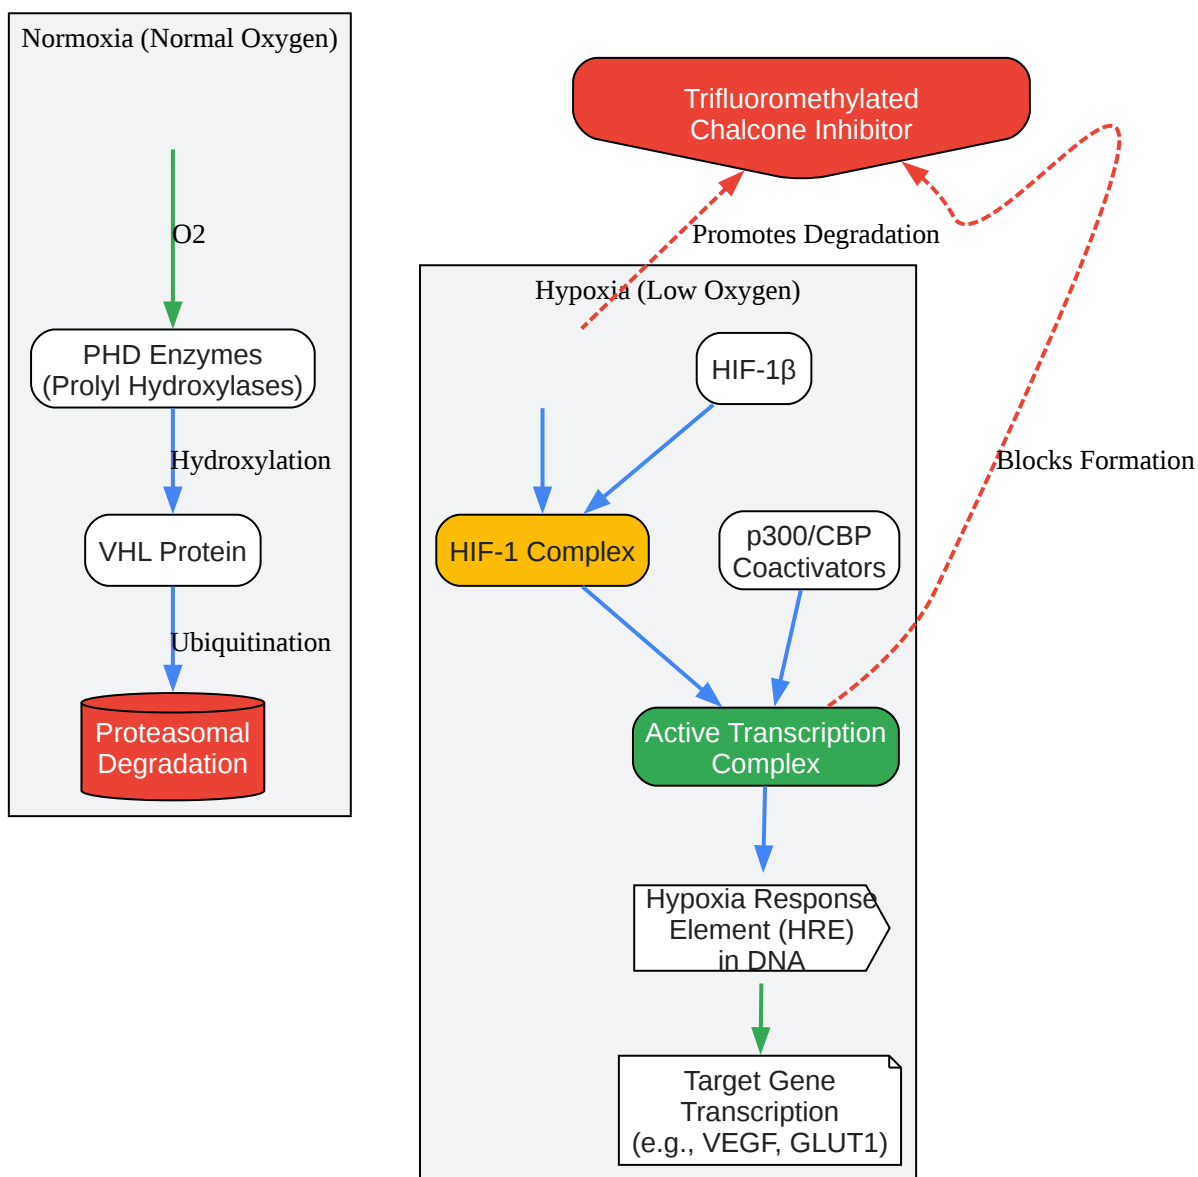 Normoxia (Normal Oxygen)
O2
PHD Enzymes
(Prolyl Hydroxylases)
Hydroxylation
VHL Protein
Ubiquitination
Proteasomal
Degradation
Trifluoromethylated
Chalcone Inhibitor
Promotes Degradation
Hypoxia (Low Oxygen)
HIF-1β
Blocks Formation
HIF-1 Complex
p300/CBP
Coactivators
Active Transcription
Complex
Hypoxia Response
Element (HRE)
in DNA
Target Gene
Transcription
(e.g., VEGF, GLUT1)